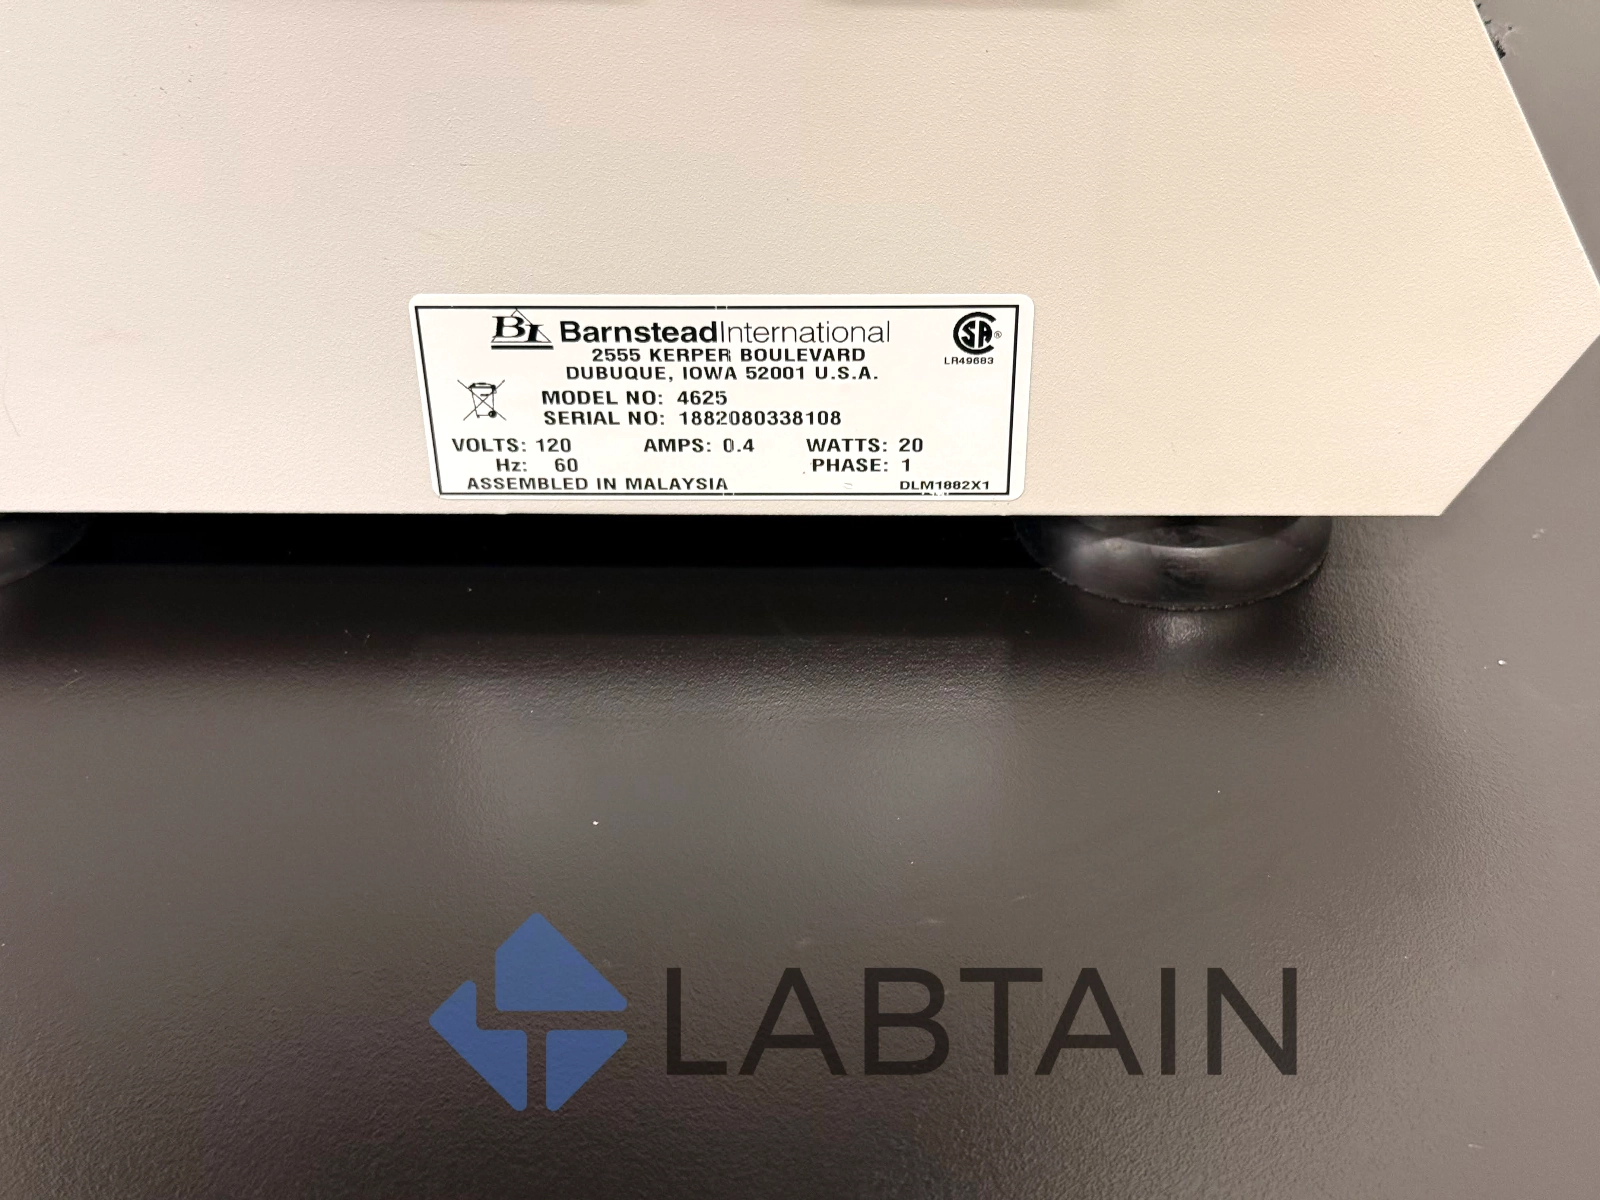 BI BarnsteadInternational
2555 KERPER BOULEVARD
DUBUQUE, IOWA 52001 U.S.A.
SA ®
LR49683
MODEL NO: 4625
SERIAL NO: 1882080338108
VOLTS: 120 AMPS: 0.4 WATTS: 20
Hz: 60 PHASE: 1
ASSEMBLED IN MALAYSIA DLM1882X1
LABTAIN